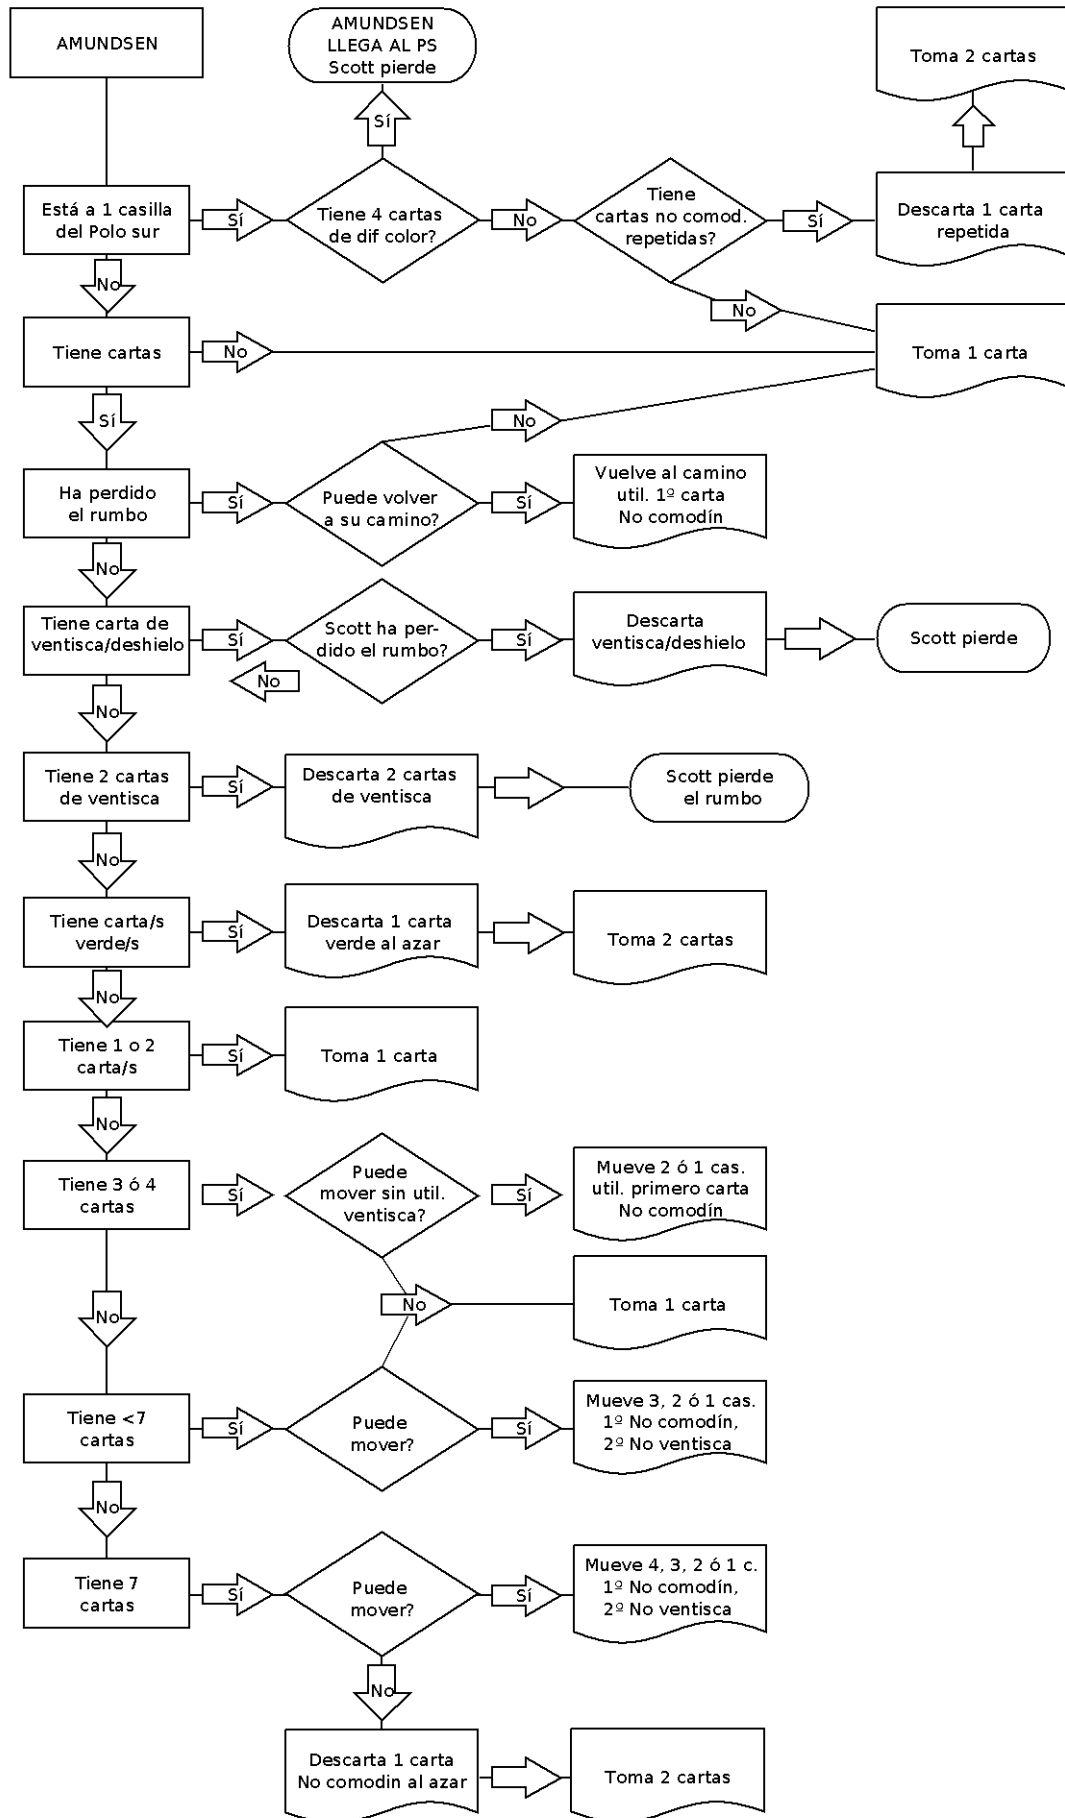 AMUNDSEN
AMUNDSEN
LLEGA AL PS
Scott pierde
Toma 2 cartas
Sí
Está a 1 casilla
del Polo sur
Sí
Tiene 4 cartas
de dif color?
No
Tiene
cartas no comod.
repetidas?
Sí
Descarta 1 carta
repetida
No
No
Tiene cartas
No
Toma 1 carta
Sí
No
Ha perdido
el rumbo
Sí
Puede volver
a su camino?
Sí
Vuelve al camino
util. 1º carta
No comodín
No
Tiene carta de
ventisca/deshielo
Sí
Scott ha per-
dido el rumbo?
Sí
Descarta
ventisca/deshielo
Scott pierde
No
No
Tiene 2 cartas
de ventisca
Sí
Descarta 2 cartas
de ventisca
Scott pierde
el rumbo
No
Tiene carta/s
verde/s
Sí
Descarta 1 carta
verde al azar
Toma 2 cartas
No
Tiene 1 o 2
carta/s
Sí
Toma 1 carta
No
Tiene 3 ó 4
cartas
Sí
Puede
mover sin util.
ventisca?
Sí
Mueve 2 ó 1 cas.
util. primero carta
No comodín
No
No
Toma 1 carta
Tiene <7
cartas
Sí
Puede
mover?
Sí
Mueve 3, 2 ó 1 cas.
1º No comodín,
2º No ventisca
No
Tiene 7
cartas
Sí
Puede
mover?
Sí
Mueve 4, 3, 2 ó 1 c.
1º No comodín,
2º No ventisca
No
Descarta 1 carta
No comodin al azar
Toma 2 cartas